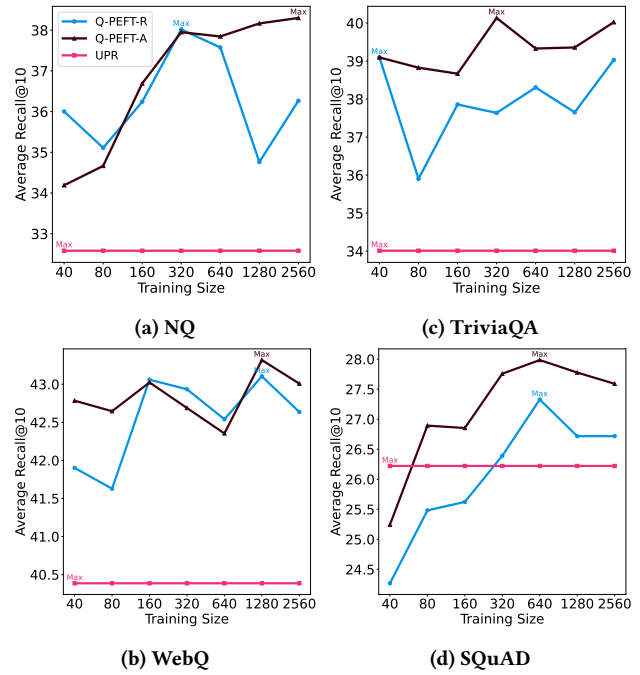 Q-PEFT-R
Q-PEFT-A
UPR
Max
Max
Max
38
37
36
35
34
33
Average Recall@10
40 80 160 320 640 1280 2560
Training Size
(a) NQ
Max
Max
Max
40
39
38
37
36
35
34
Average Recall@10
40 80 160 320 640 1280 2560
Training Size
(c) TriviaQA
Max
Max
Max
43.0
42.5
42.0
41.5
41.0
40.5
Average Recall@10
40 80 160 320 640 1280 2560
Training Size
(b) WebQ
Max
Max
Max
28.0
27.5
27.0
26.5
26.0
25.5
25.0
24.5
Average Recall@10
40 80 160 320 640 1280 2560
Training Size
(d) SQuAD